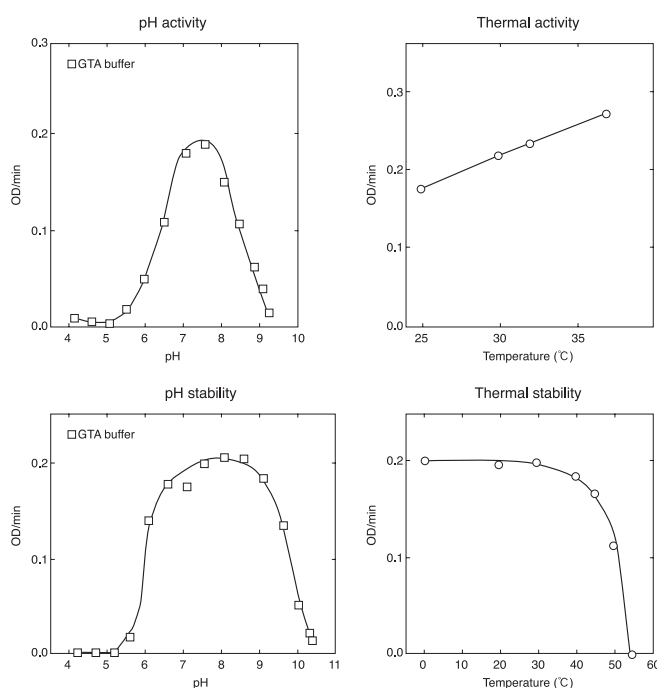 pH activity
0.3
0.2
0.1
0.0
OD/min
GTA buffer
4 5 6 7 8 9 10
pH
Thermal activity
0.3
0.2
0.1
0.0
OD/min
25 30 35
Temperature (℃)
pH stability
0.2
0.1
0.0
OD/min
GTA buffer
4 5 6 7 8 9 10 11
pH
Thermal stability
0.2
0.1
0.0
OD/min
0 10 20 30 40 50 60
Temperature (℃)